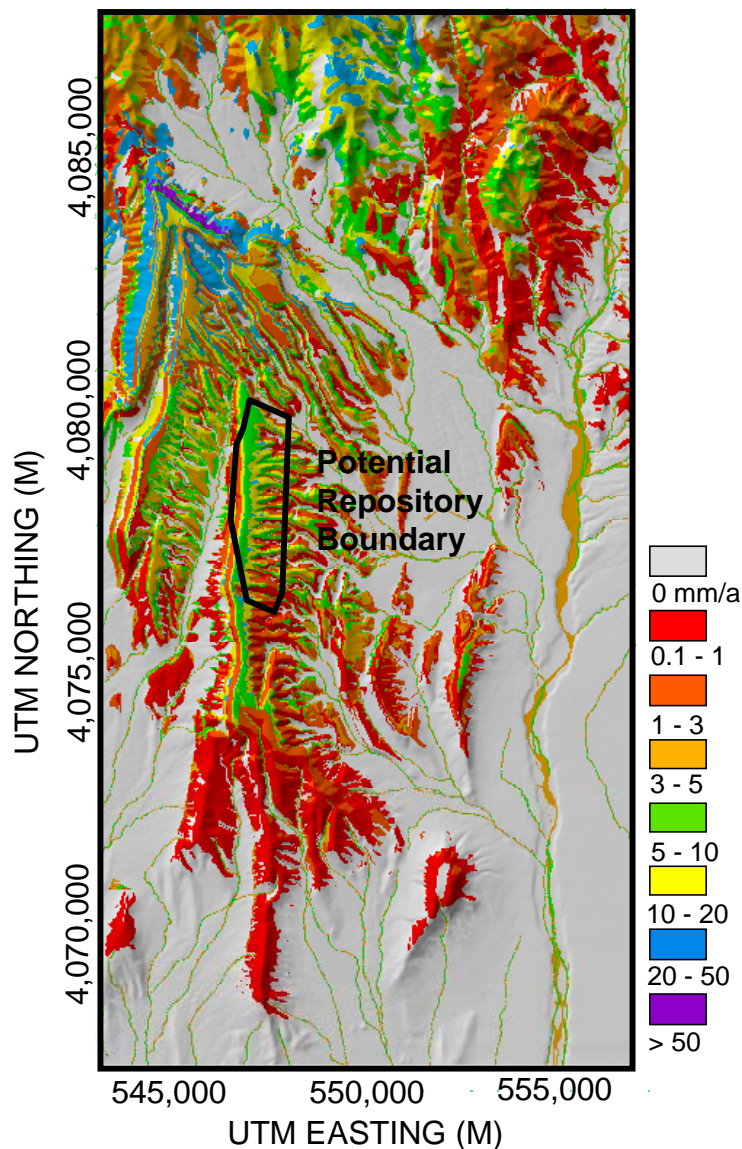 UTM NORTHING (M)
4,085,000
4,080,000
4,075,000
4,070,000
Potential
Repository
Boundary
0 mm/a
0.1 - 1
1 - 3
3 - 5
5 - 10
10 - 20
20 - 50
> 50
545,000
550,000
555,000
UTM EASTING (M)